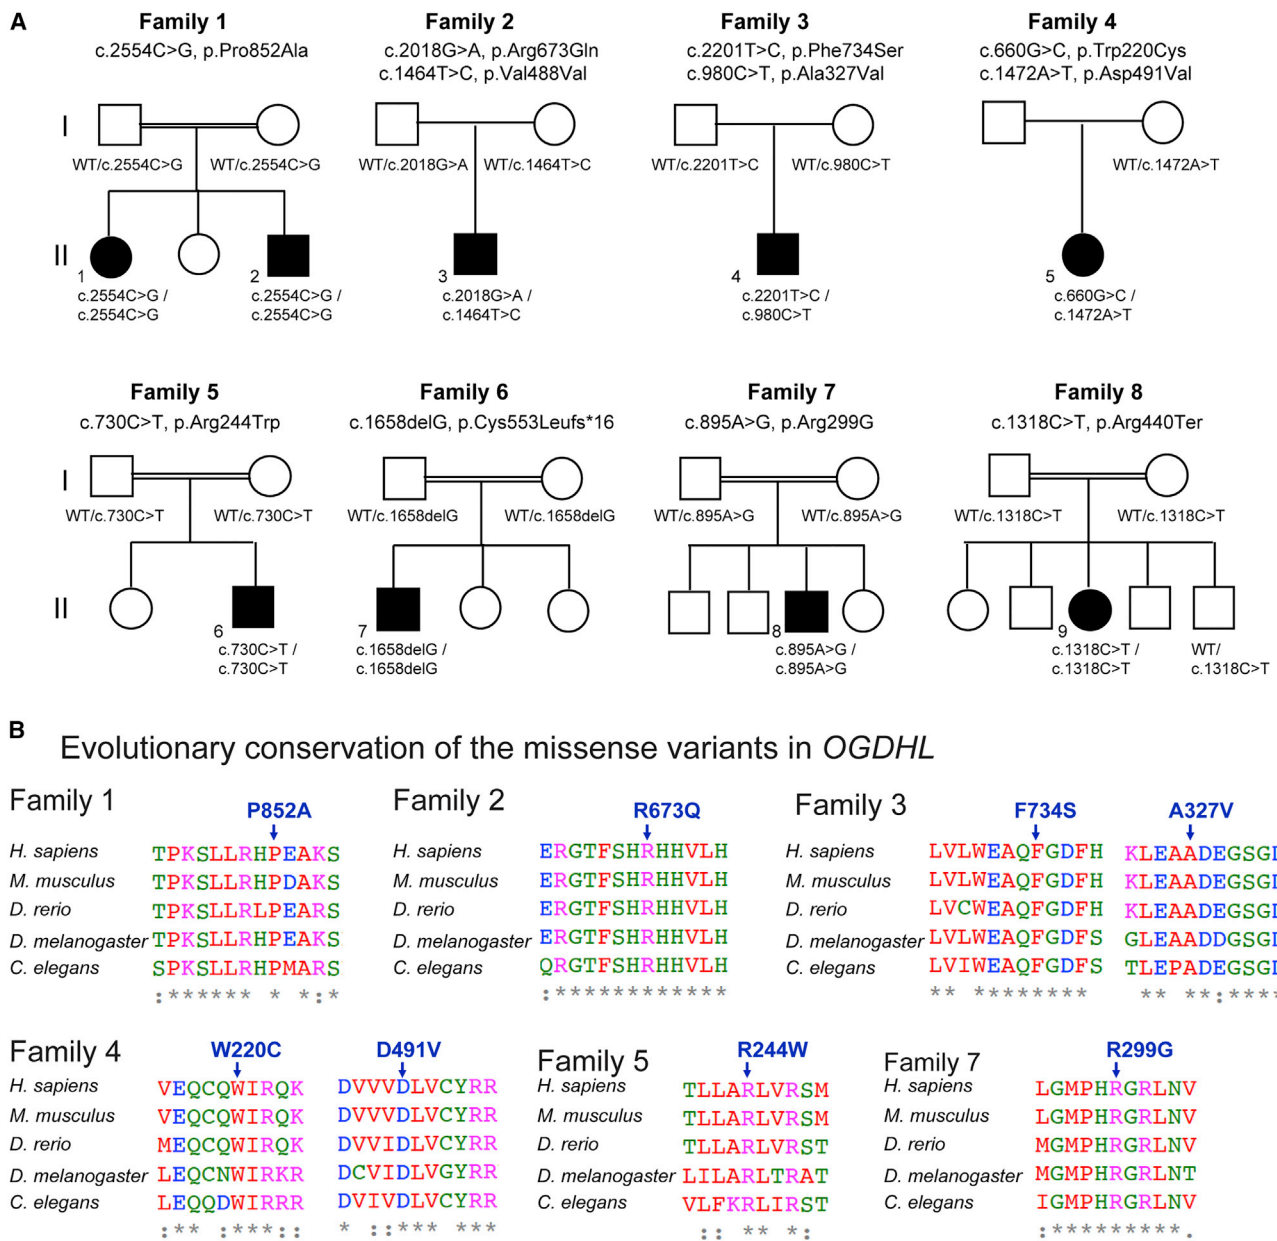 A
Family 1 Family 2 Family 3 Family 4
c.2554C>G, p.Pro852Ala c.2018G>A, p.Arg673Gln c.2201T>C, p.Phe734Ser c.660G>C, p.Trp220Cys
c.1464T>C, p.Val488Val c.980C>T, p.Ala327Val c.1472A>T, p.Asp491Val
I
WT/c.2554C>G WT/c.2554C>G WT/c.2018G>A WT/c.1464T>C WT/c.2201T>C WT/c.980C>T WT/c.1472A>T
II
1 2 3 4 5
c.2554C>G / c.2554C>G / c.2018G>A / c.2201T>C / c.660G>C /
c.2554C>G c.2554C>G c.1464T>C c.980C>T c.1472A>T
Family 5 Family 6 Family 7 Family 8
c.730C>T, p.Arg244Trp c.1658delG, p.Cys553Leufs*16 c.895A>G, p.Arg299G c.1318C>T, p.Arg440Ter
I
WT/c.730C>T WT/c.730C>T WT/c.1658delG WT/c.1658delG WT/c.895A>G WT/c.895A>G WT/c.1318C>T WT/c.1318C>T
II
6 7 8 9
c.730C>T / c.1658delG / c.895A>G / c.1318C>T / WT/
c.730C>T c.1658delG c.895A>G c.1318C>T c.1318C>T
B
Evolutionary conservation of the missense variants in OGDHL
Family 1
P852A
H. sapiens TPKSLLRHPEAKS
M. musculus TPKSLLRHPDAKS
D. rerio TPKSLLRLPEARS
D. melanogaster TPKSLLRHPEAKS
C. elegans SPKSLLRHPMARS
:****** * *:*
Family 2
R673Q
H. sapiens ERGTFSHRHHVLH
M. musculus ERGTFSHRHHVLH
D. rerio ERGTFSHRHHVLH
D. melanogaster ERGTFSHRHHVLH
C. elegans QRGTFSHRHHVLH
:************
Family 3
F734S A327V
H. sapiens LVLWEAQFGDFH KLEAADEGSGD
M. musculus LVLWEAQFGDFH KLEAADEGSGD
D. rerio LVCWEAQFGDFH KLEAADEGSGD
D. melanogaster LVLWEAQFGDFS GLEAADDGSGD
C. elegans LVIWEAQFGDFS TLEPADEGSGD
** ******** ** **:****
Family 4
W220C D491V
H. sapiens VEQCQWIRQK DVVVDLVCYRR
M. musculus VEQCQWIRQK DVVVDLVCYRR
D. rerio MEQCQWIRQK DVVIDLVCYRR
D. melanogaster LEQCNWIRKR DCVIDLVGYRR
C. elegans LEQQDWIRRR DVIVDLVCYRR
:** :***:: * ::*** ***
Family 5
R244W
H. sapiens TLLARLVRSM
M. musculus TLLARLVRSM
D. rerio TLLARLVRST
D. melanogaster LILARLTRAT
C. elegans VLFKRLIRST
:: ** *:
Family 7
R299G
H. sapiens LGMPHRGRLNV
M. musculus LGMPHRGRLNV
D. rerio MGMPHRGRLNV
D. melanogaster MGMPHRGRLNT
C. elegans IGMPHRGRLNV
:*********.